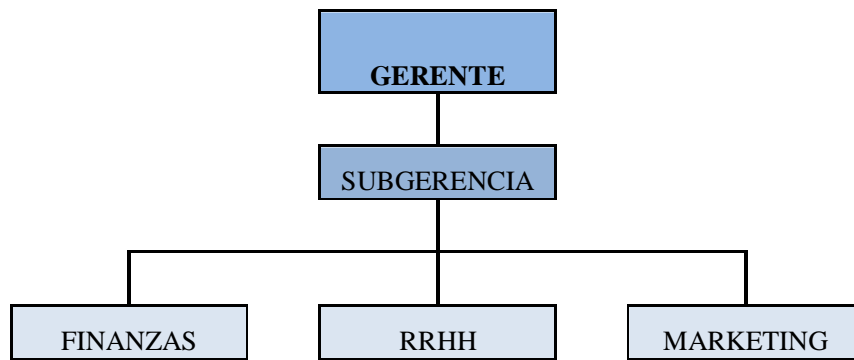 GERENTE
SUBGERENCIA
FINANZAS
RRHH
MARKETING